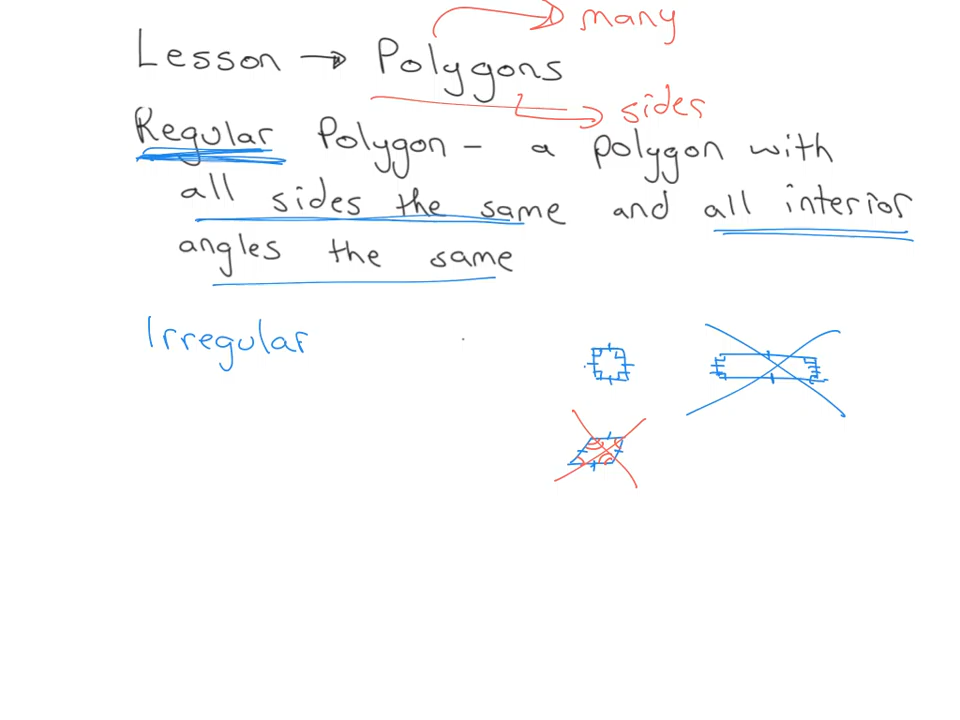 many
Lesson → Polygons
sides
Regular Polygon - a polygon with
all sides the same and all interior
angles the same
Irregular